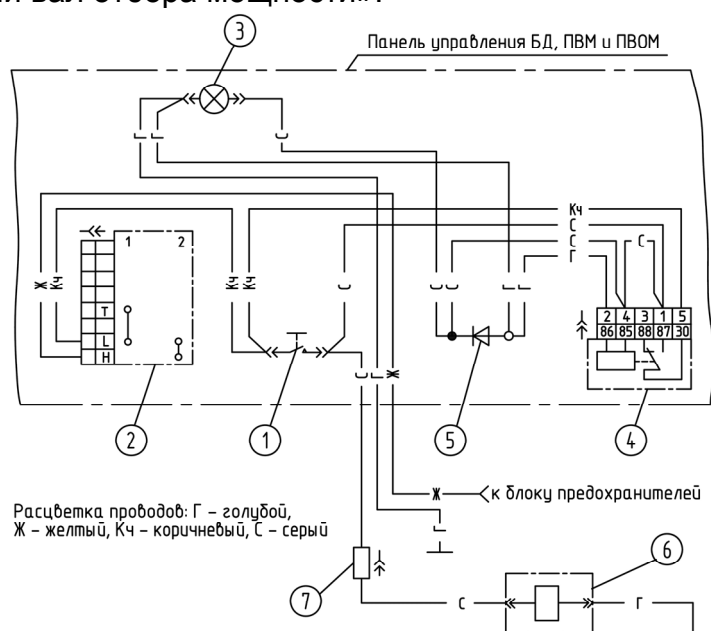 й вал отбора мощности».
3
Панель управления БД, ПВМ и ПВОМ
Г Г С
Кч
С
С С
Г
1 2
Ж Кч Кч Кч С С С Г Г
Т
L
H
2 4 3 1 5
86 85 88 87 30
2 1 5 4
С Г Ж
Ж к блоку предохранителей
Расцветка проводов: Г – голубой,
Ж – желтый, Кч – коричневый, С – серый
Г
6
7
С Г